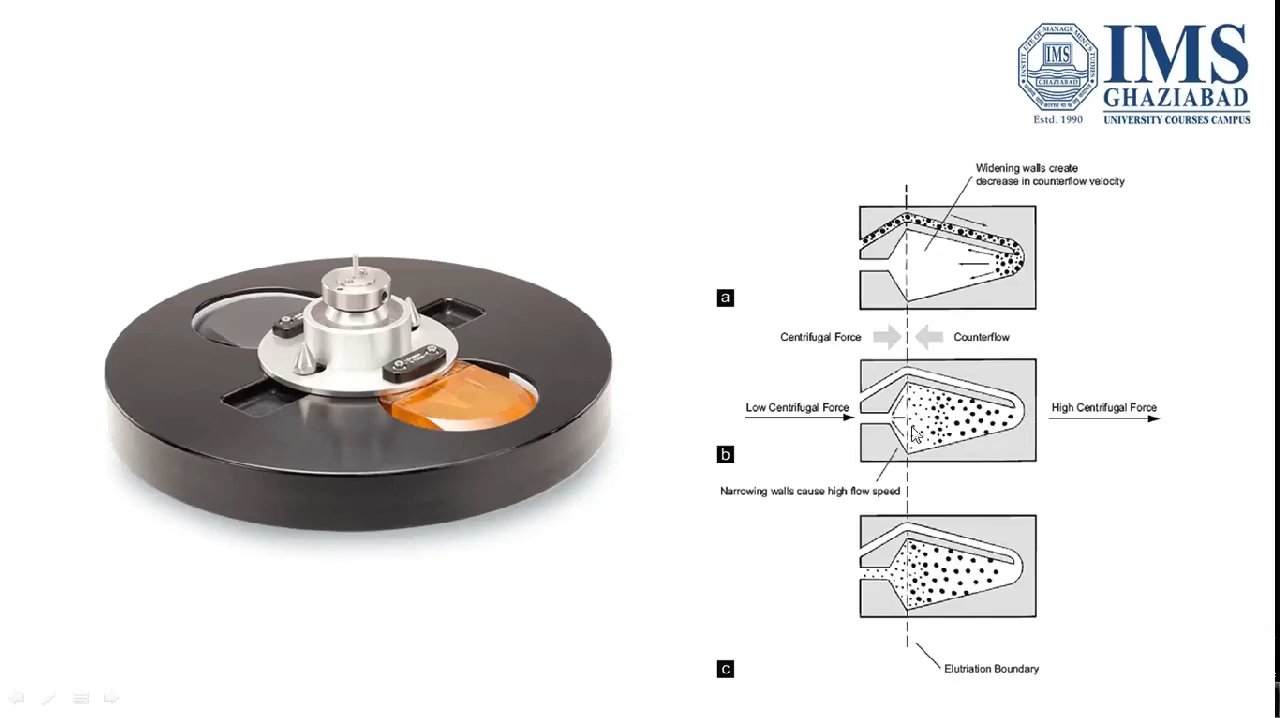 IMS
GHAZIABAD
UNIVERSITY COURSES CAMPUS
IMS
GHAZIABAD
Estd. 1990
Widening walls create
decrease in counterflow velocity
a
Centrifugal Force
Counterflow
Low Centrifugal Force
High Centrifugal Force
b
Narrowing walls cause high flow speed
c
Elutriation Boundary